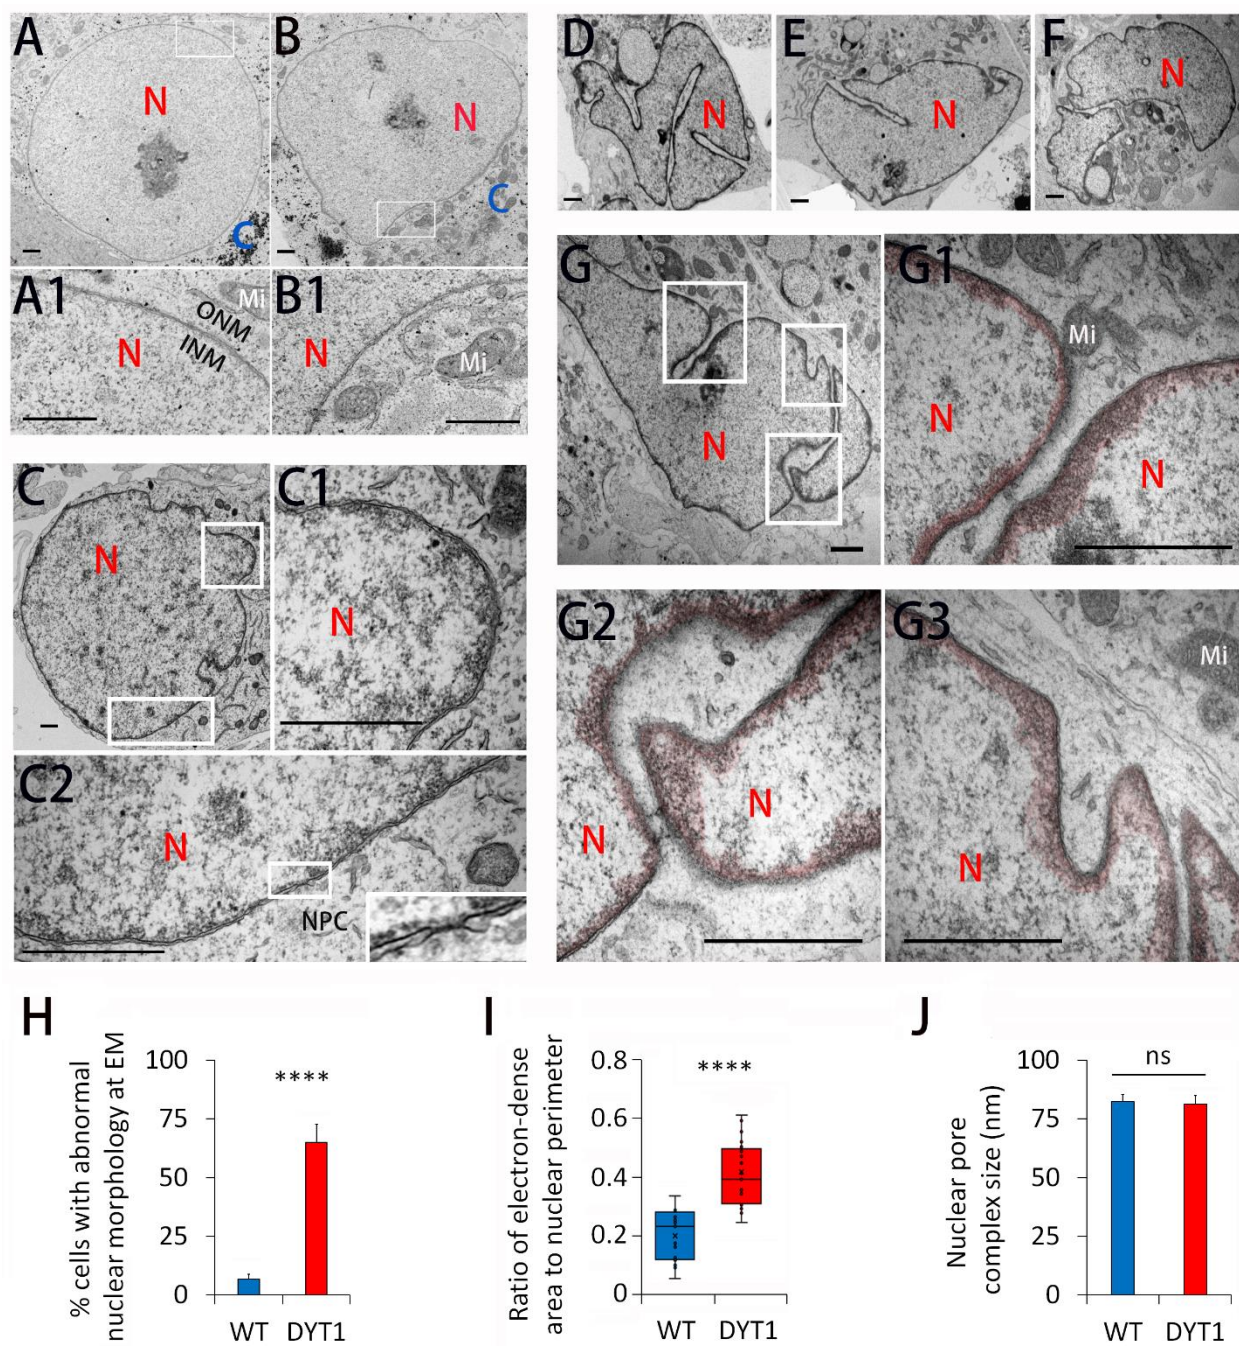 A
N
C
B
N
C
A1
Mi
ONM
INM
N
B1
N
Mi
C
N
C1
N
C2
N
NPC
D
N
E
N
F
N
G
N
G1
Mi
N
N
G2
N
N
G3
Mi
N
H
% cells with abnormal
nuclear morphology at EM
100
75
50
25
0
****
WT DYT1
I
Ratio of electron-dense
area to nuclear perimeter
0.8
0.6
0.4
0.2
0
****
WT DYT1
J
Nuclear pore
complex size (nm)
100
75
50
25
0
ns
WT DYT1